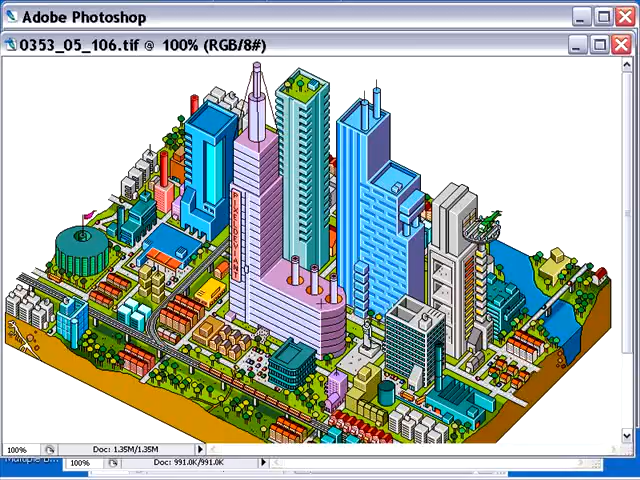 Adobe Photoshop
0353_05_106.tif @ 100% (RGB/8#)
PIXELDEVIANT
100%
Doc: 1.35M/1.35M
100%
Doc: 991.0K/991.0K